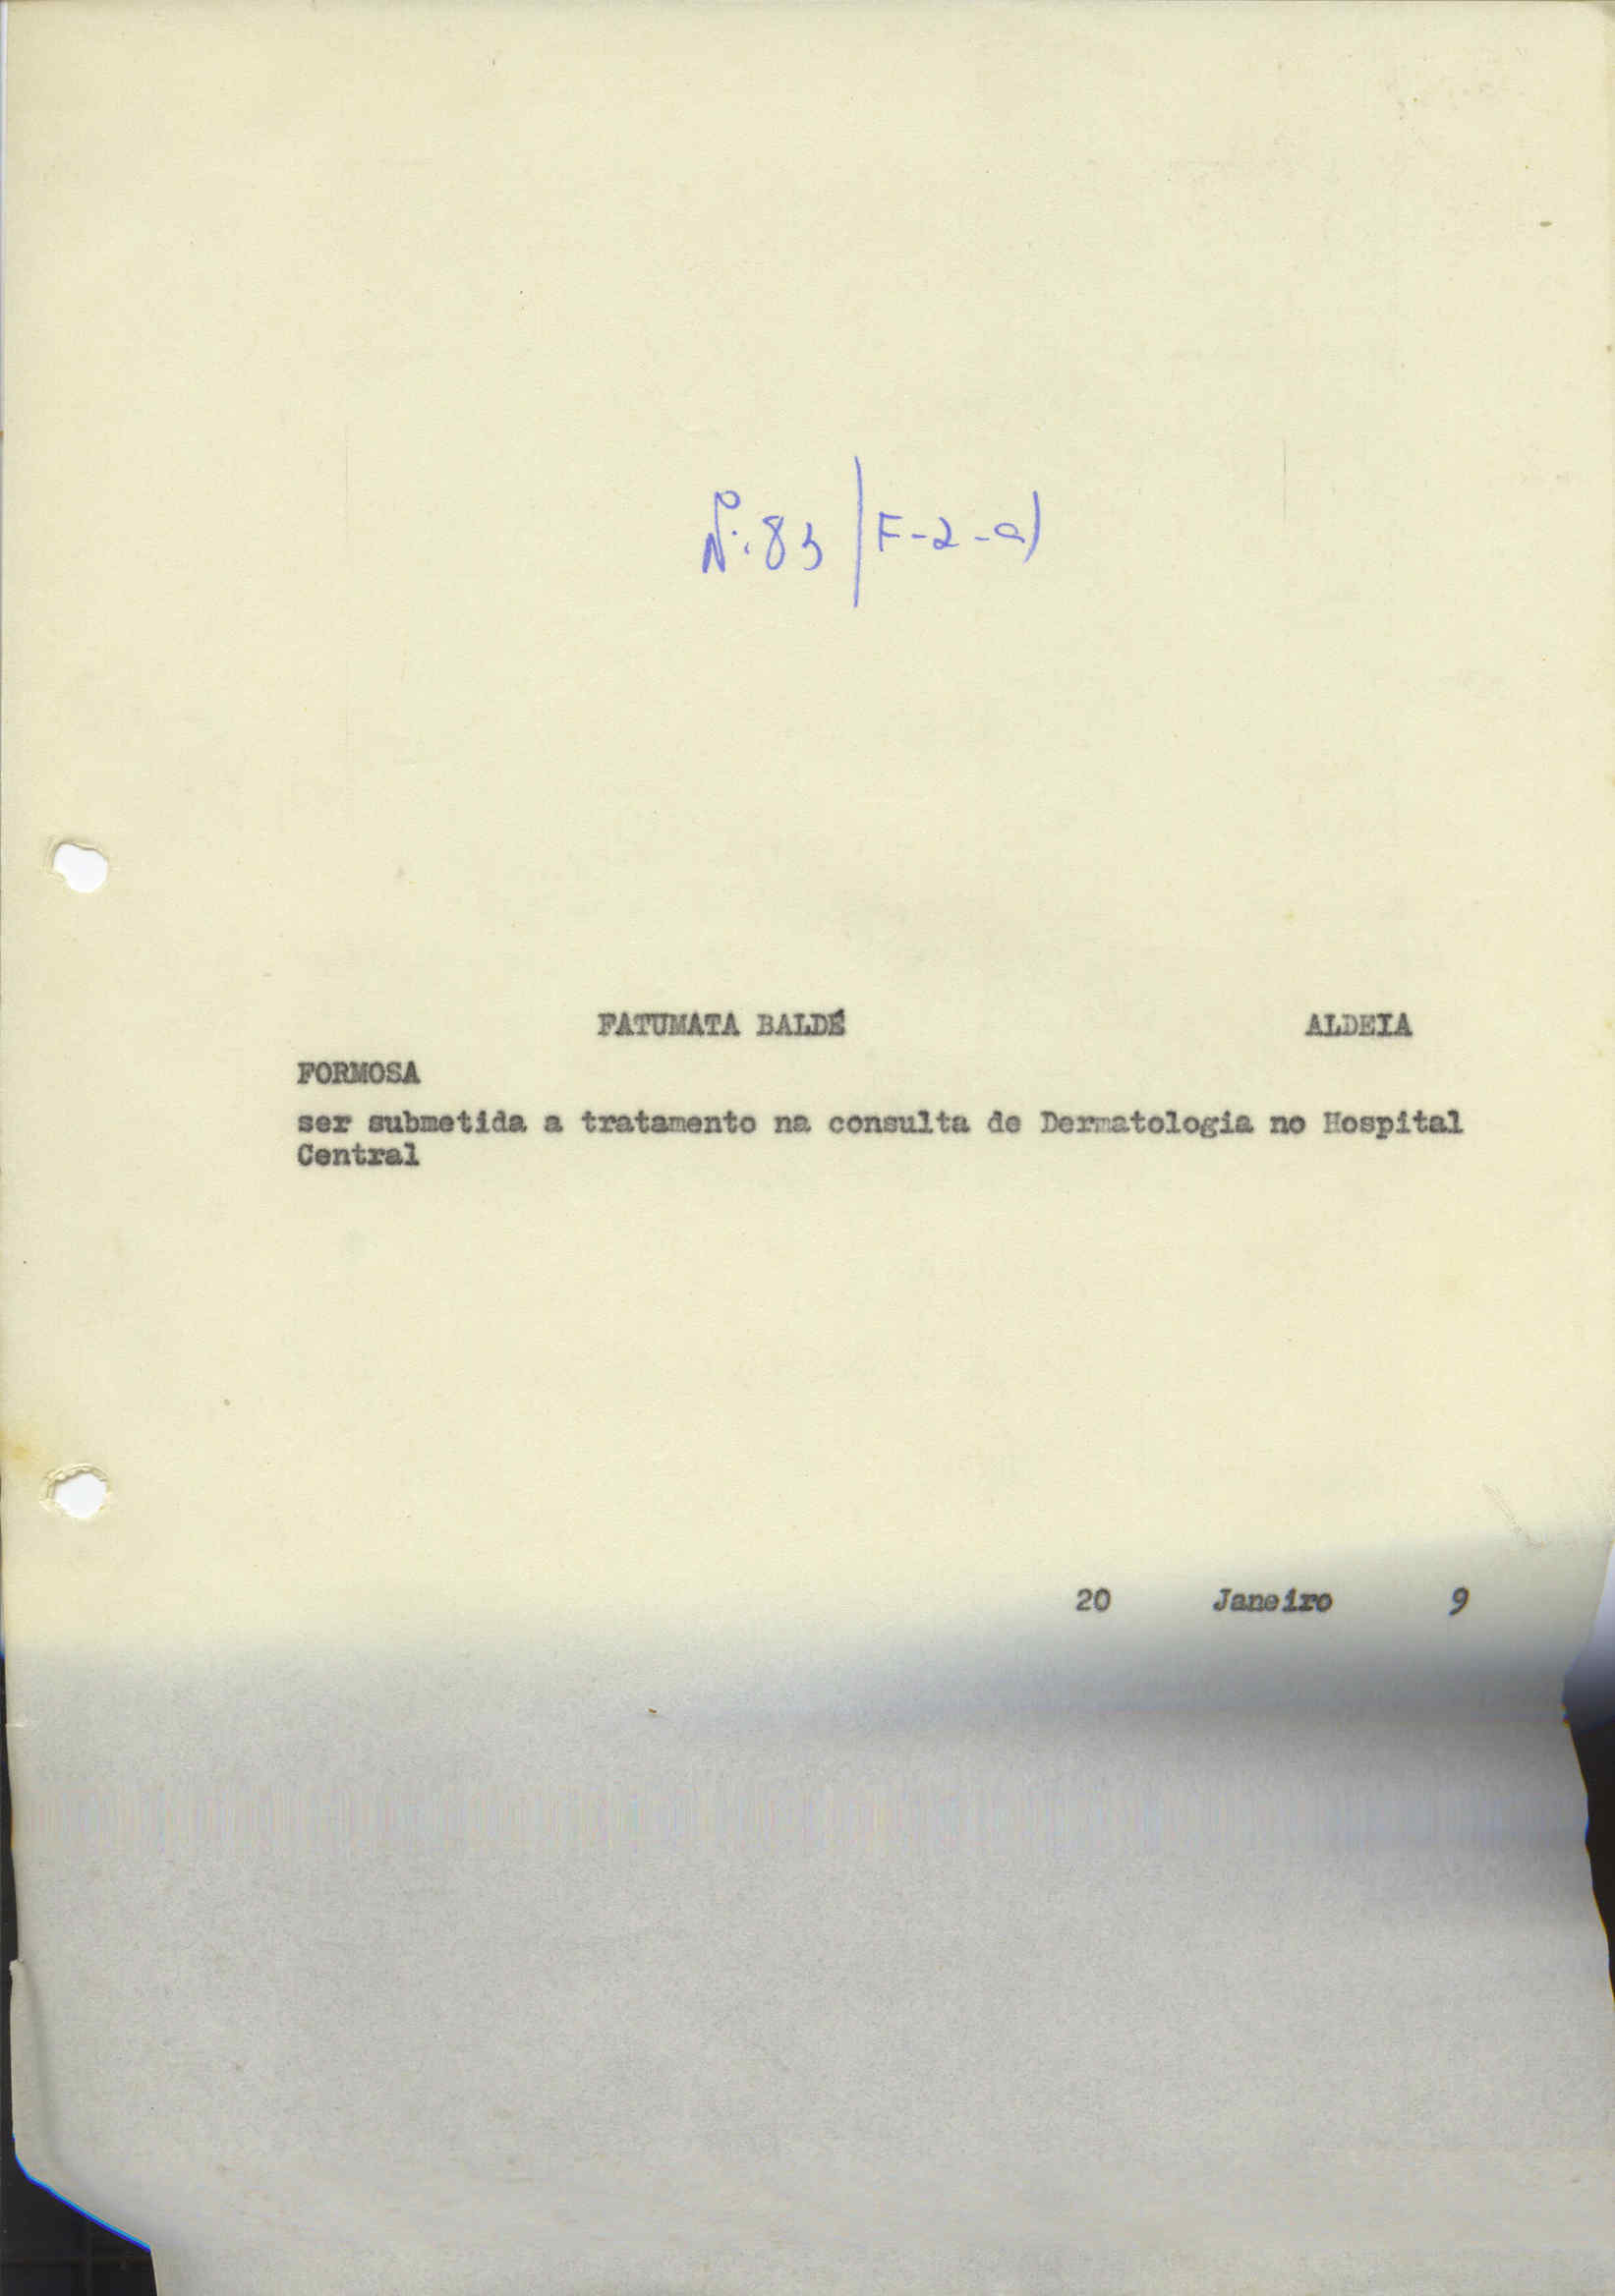 Nº. 83 / F-2-a)
FATUMATA BALDÉ ALDEIA
FORMOSA
ser submetida a tratamento na consulta de Dermatologia no Hospital
Central
20 Janeiro 9